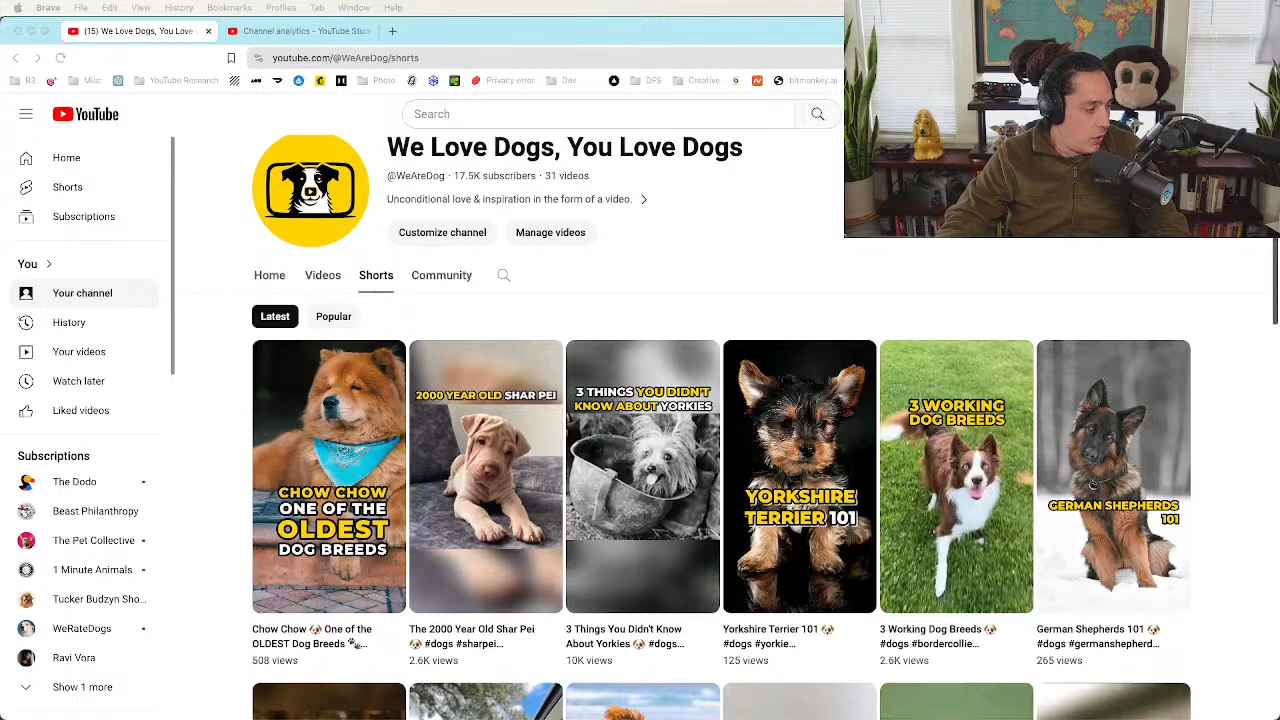 Brave File Edit View History Bookmarks Profiles Tab Window Help
(15) We Love Dogs, You Love
Channel analytics - YouTube Stud
youtube.com/@WeAreDog/shorts
B3 Misc YouTube Research Photo Privacy error Dev DFS Creative bitmonkey.ai
YouTube
Search
Home
Shorts
Subscriptions
You
Your channel
History
Your videos
Watch later
Liked videos
Subscriptions
The Dodo
Beast Philanthropy
The Pet Collective
1 Minute Animals
Tucker Budzyn Sho...
WeRateDogs
Ravi Vora
Show 1 more
We Love Dogs, You Love Dogs
@WeAreDog · 17.5K subscribers · 31 videos
Unconditional love & inspiration in the form of a video.
Customize channel Manage videos
Home Videos Shorts Community
Latest Popular
CHOW CHOW
ONE OF THE
OLDEST
DOG BREEDS
2000 YEAR OLD SHAR PEI
3 THINGS YOU DIDN'T
KNOW ABOUT YORKIES
YORKSHIRE
TERRIER 101
3 WORKING
DOG BREEDS
GERMAN SHEPHERDS
101
Chow Chow 🐶 One of the
OLDEST Dog Breeds 🐾...
508 views
The 2000 Year Old Shar Pei
🐶 #dogs #sharpei...
2.6K views
3 Things You Didn't Know
About Yorkies 🐶 #dogs...
10K views
Yorkshire Terrier 101 🐶
#dogs #yorkie...
125 views
3 Working Dog Breeds 🐶
#dogs #bordercollie...
2.6K views
German Shepherds 101 🐶
#dogs #germanshepherd...
265 views